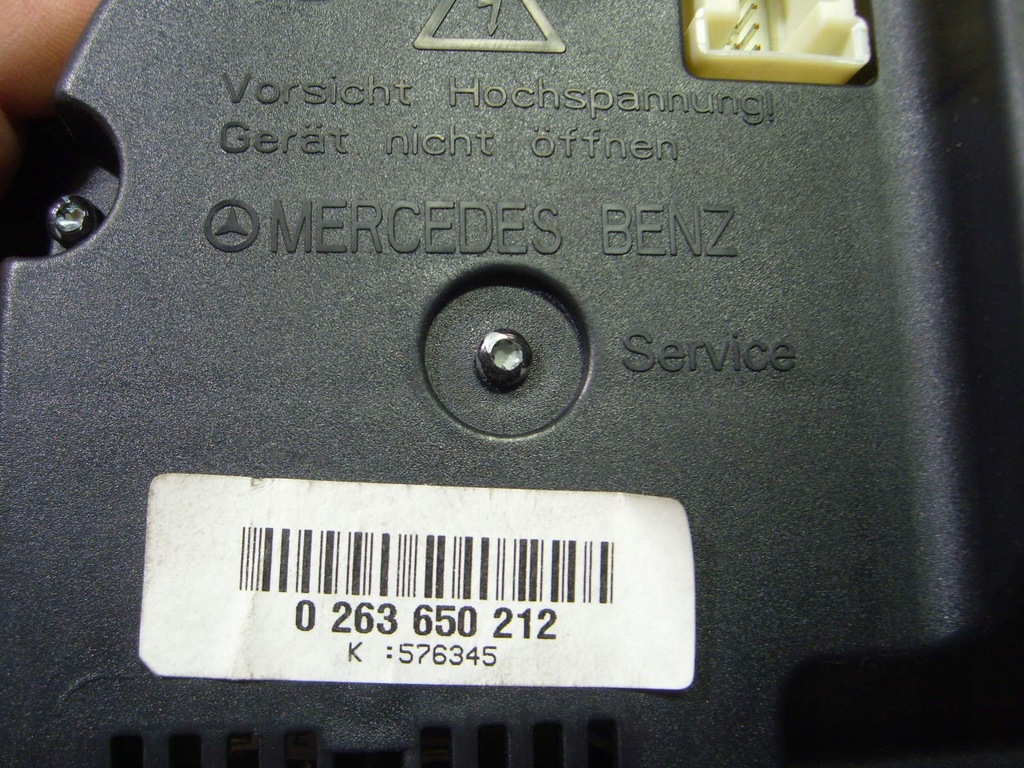 Vorsicht Hochspannung!
Gerät nicht öffnen
MERCEDES BENZ
Service
0 263 650 212
K :576345